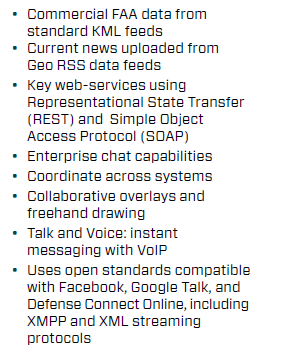 • Commercial FAA data from
standard KML feeds
• Current news uploaded from
Geo RSS data feeds
• Key web-services using
Representational State Transfer
(REST) and Simple Object
Access Protocol (SOAP)
• Enterprise chat capabilities
• Coordinate across systems
• Collaborative overlays and
freehand drawing
• Talk and Voice: instant
messaging with VoIP
• Uses open standards compatible
with Facebook, Google Talk, and
Defense Connect Online, including
XMPP and XML streaming
protocols